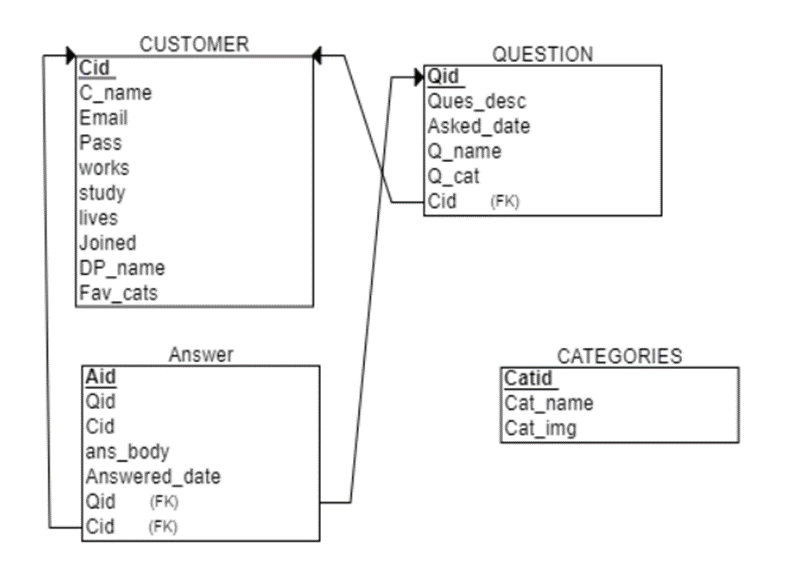 CUSTOMER
Cid
C_name
Email
Pass
works
study
lives
Joined
DP_name
Fav_cats
QUESTION
Qid
Ques_desc
Asked_date
Q_name
Q_cat
Cid (FK)
Answer
Aid
Qid
Cid
ans_body
Answered_date
Qid (FK)
Cid (FK)
CATEGORIES
Catid
Cat_name
Cat_img